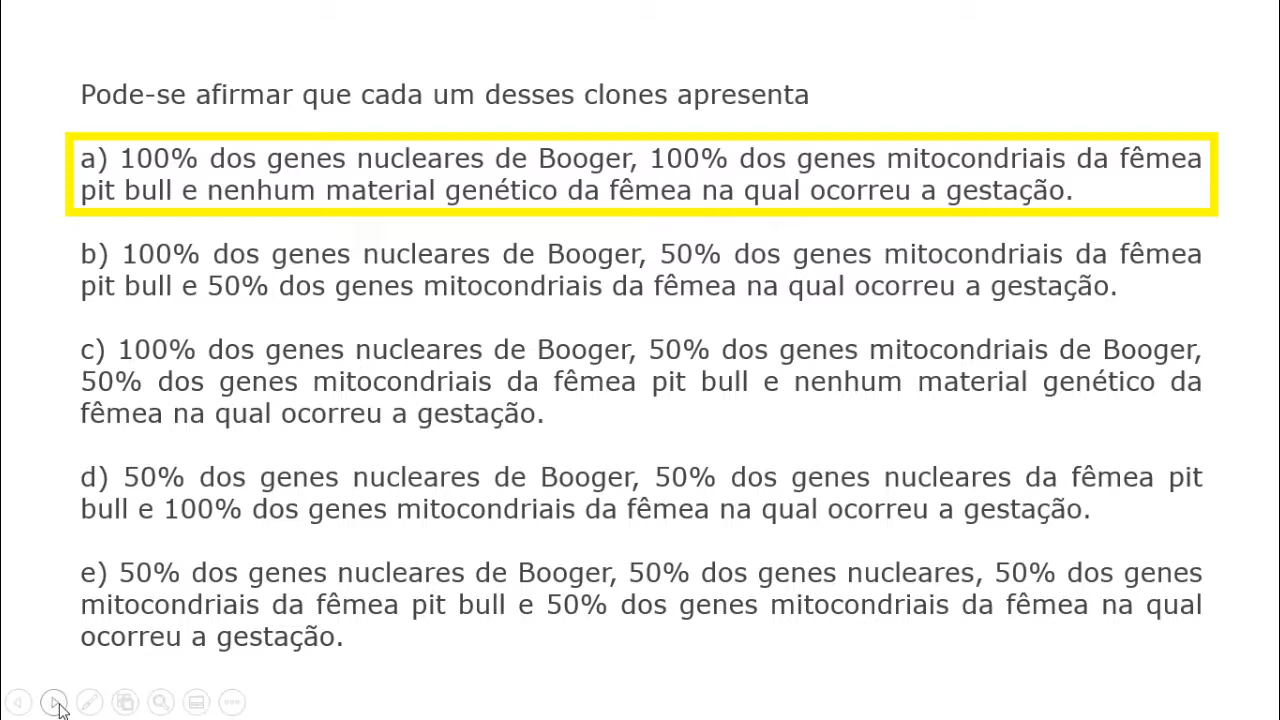 Pode-se afirmar que cada um desses clones apresenta
a) 100% dos genes nucleares de Booger, 100% dos genes mitocondriais da fêmea
pit bull e nenhum material genético da fêmea na qual ocorreu a gestação.
b) 100% dos genes nucleares de Booger, 50% dos genes mitocondriais da fêmea
pit bull e 50% dos genes mitocondriais da fêmea na qual ocorreu a gestação.
c) 100% dos genes nucleares de Booger, 50% dos genes mitocondriais de Booger,
50% dos genes mitocondriais da fêmea pit bull e nenhum material genético da
fêmea na qual ocorreu a gestação.
d) 50% dos genes nucleares de Booger, 50% dos genes nucleares da fêmea pit
bull e 100% dos genes mitocondriais da fêmea na qual ocorreu a gestação.
e) 50% dos genes nucleares de Booger, 50% dos genes nucleares, 50% dos genes
mitocondriais da fêmea pit bull e 50% dos genes mitocondriais da fêmea na qual
ocorreu a gestação.